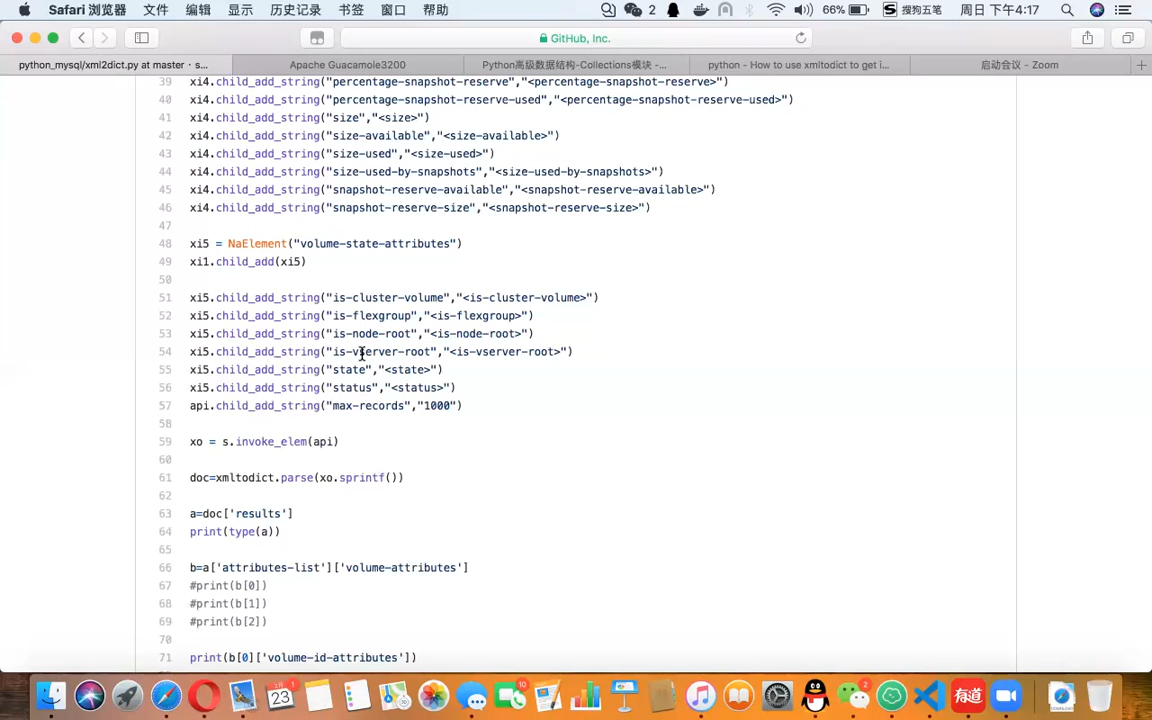 Safari 浏览器 文件 编辑 显示 历史记录 书签 窗口 帮助 2 66% S 搜狗五笔 周日下午4:17
GitHub, Inc.
python_mysql/xml2dict.py at master · s... Apache Guacamole3200 Python高级数据结构-Collections模块 -... python - How to use xmltodict to get i... 启动会议 - Zoom
39 xi4.child_add_string("percentage-snapshot-reserve","<percentage-snapshot-reserve>")
40 xi4.child_add_string("percentage-snapshot-reserve-used","<percentage-snapshot-reserve-used>")
41 xi4.child_add_string("size","<size>")
42 xi4.child_add_string("size-available","<size-available>")
43 xi4.child_add_string("size-used","<size-used>")
44 xi4.child_add_string("size-used-by-snapshots","<size-used-by-snapshots>")
45 xi4.child_add_string("snapshot-reserve-available","<snapshot-reserve-available>")
46 xi4.child_add_string("snapshot-reserve-size","<snapshot-reserve-size>")
47
48 xi5 = NaElement("volume-state-attributes")
49 xi1.child_add(xi5)
50
51 xi5.child_add_string("is-cluster-volume","<is-cluster-volume>")
52 xi5.child_add_string("is-flexgroup","<is-flexgroup>")
53 xi5.child_add_string("is-node-root","<is-node-root>")
54 xi5.child_add_string("is-vserver-root","<is-vserver-root>")
55 xi5.child_add_string("state","<state>")
56 xi5.child_add_string("status","<status>")
57 api.child_add_string("max-records","1000")
58
59 xo = s.invoke_elem(api)
60
61 doc=xmltodict.parse(xo.sprintf())
62
63 a=doc['results']
64 print(type(a))
65
66 b=a['attributes-list']['volume-attributes']
67 #print(b[0])
68 #print(b[1])
69 #print(b[2])
70
71 print(b[0]['volume-id-attributes'])
23 10 2 有道